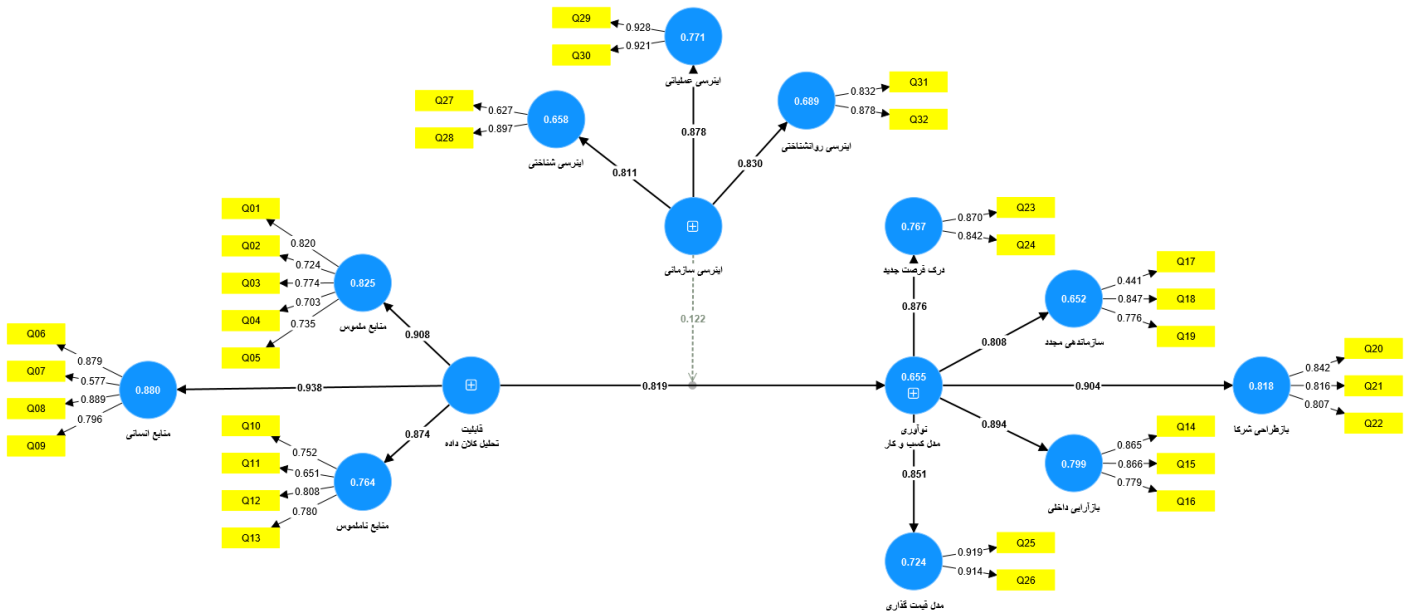 Q29
0.928
0.921
Q30
0.771
اینرسی عملیاتی
Q27
0.627
0.897
Q28
0.658
اینرسی شناختی
0.689
0.832
Q31
0.878
Q32
اینرسی روانشناختی
0.811
0.878
0.830
اینرسی سازمانی
0.122
Q01
0.820
Q02
0.724
Q03
0.774
Q04
0.703
Q05
0.735
0.825
منابع ملموس
0.908
Q06
0.879
Q07
0.577
Q08
0.889
Q09
0.796
0.880
منابع انسانی
0.938
قابلیت
تحلیل کلان داده
0.874
Q10
0.752
Q11
0.651
Q12
0.808
Q13
0.780
0.764
منابع ناملموس
0.819
0.655
نوآوری
مدل کسب و کار
0.876
0.767
درک فرصت جدید
0.870
Q23
0.842
Q24
0.808
0.652
سازماندهی مجدد
0.441
Q17
0.847
Q18
0.776
Q19
0.904
0.818
بازطراحی شرکا
0.842
Q20
0.816
Q21
0.807
Q22
0.894
0.799
بازآرایی داخلی
0.865
Q14
0.866
Q15
0.779
Q16
0.851
0.724
مدل قیمت گذاری
0.919
Q25
0.914
Q26